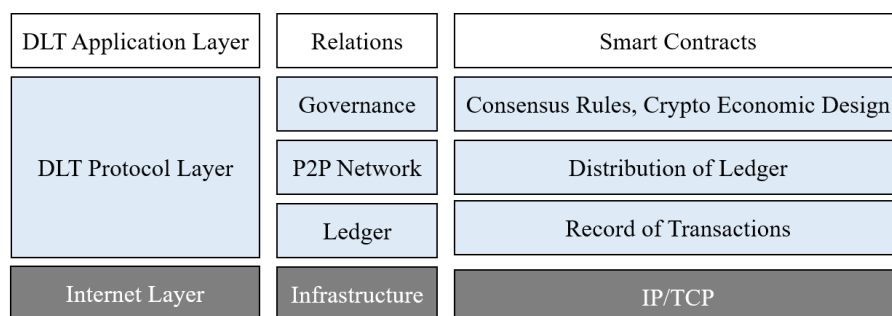 DLT Application Layer
Relations
Smart Contracts
DLT Protocol Layer
Governance
Consensus Rules, Crypto Economic Design
P2P Network
Distribution of Ledger
Ledger
Record of Transactions
Internet Layer
Infrastructure
IP/TCP